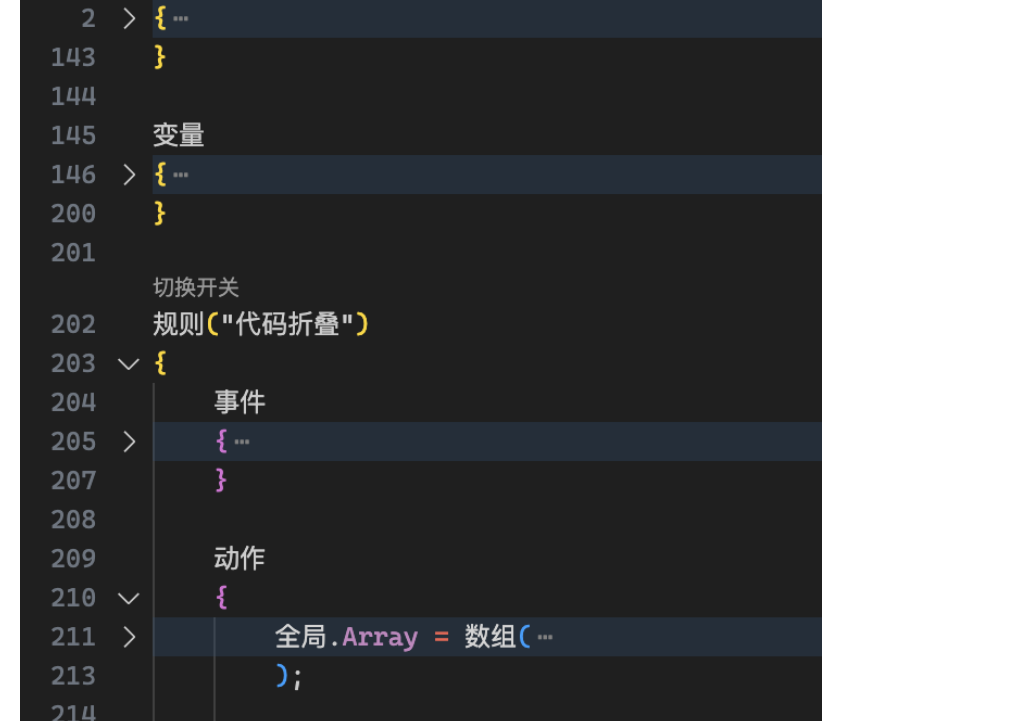 2 > { ⋯
143 }
144
145 变量
146 > { ⋯
200 }
201
切换开关
202 规则("代码折叠")
203 {
204 事件
205 > { ⋯
207 }
208
209 动作
210 {
211 > 全局.Array = 数组( ⋯
213 );
214